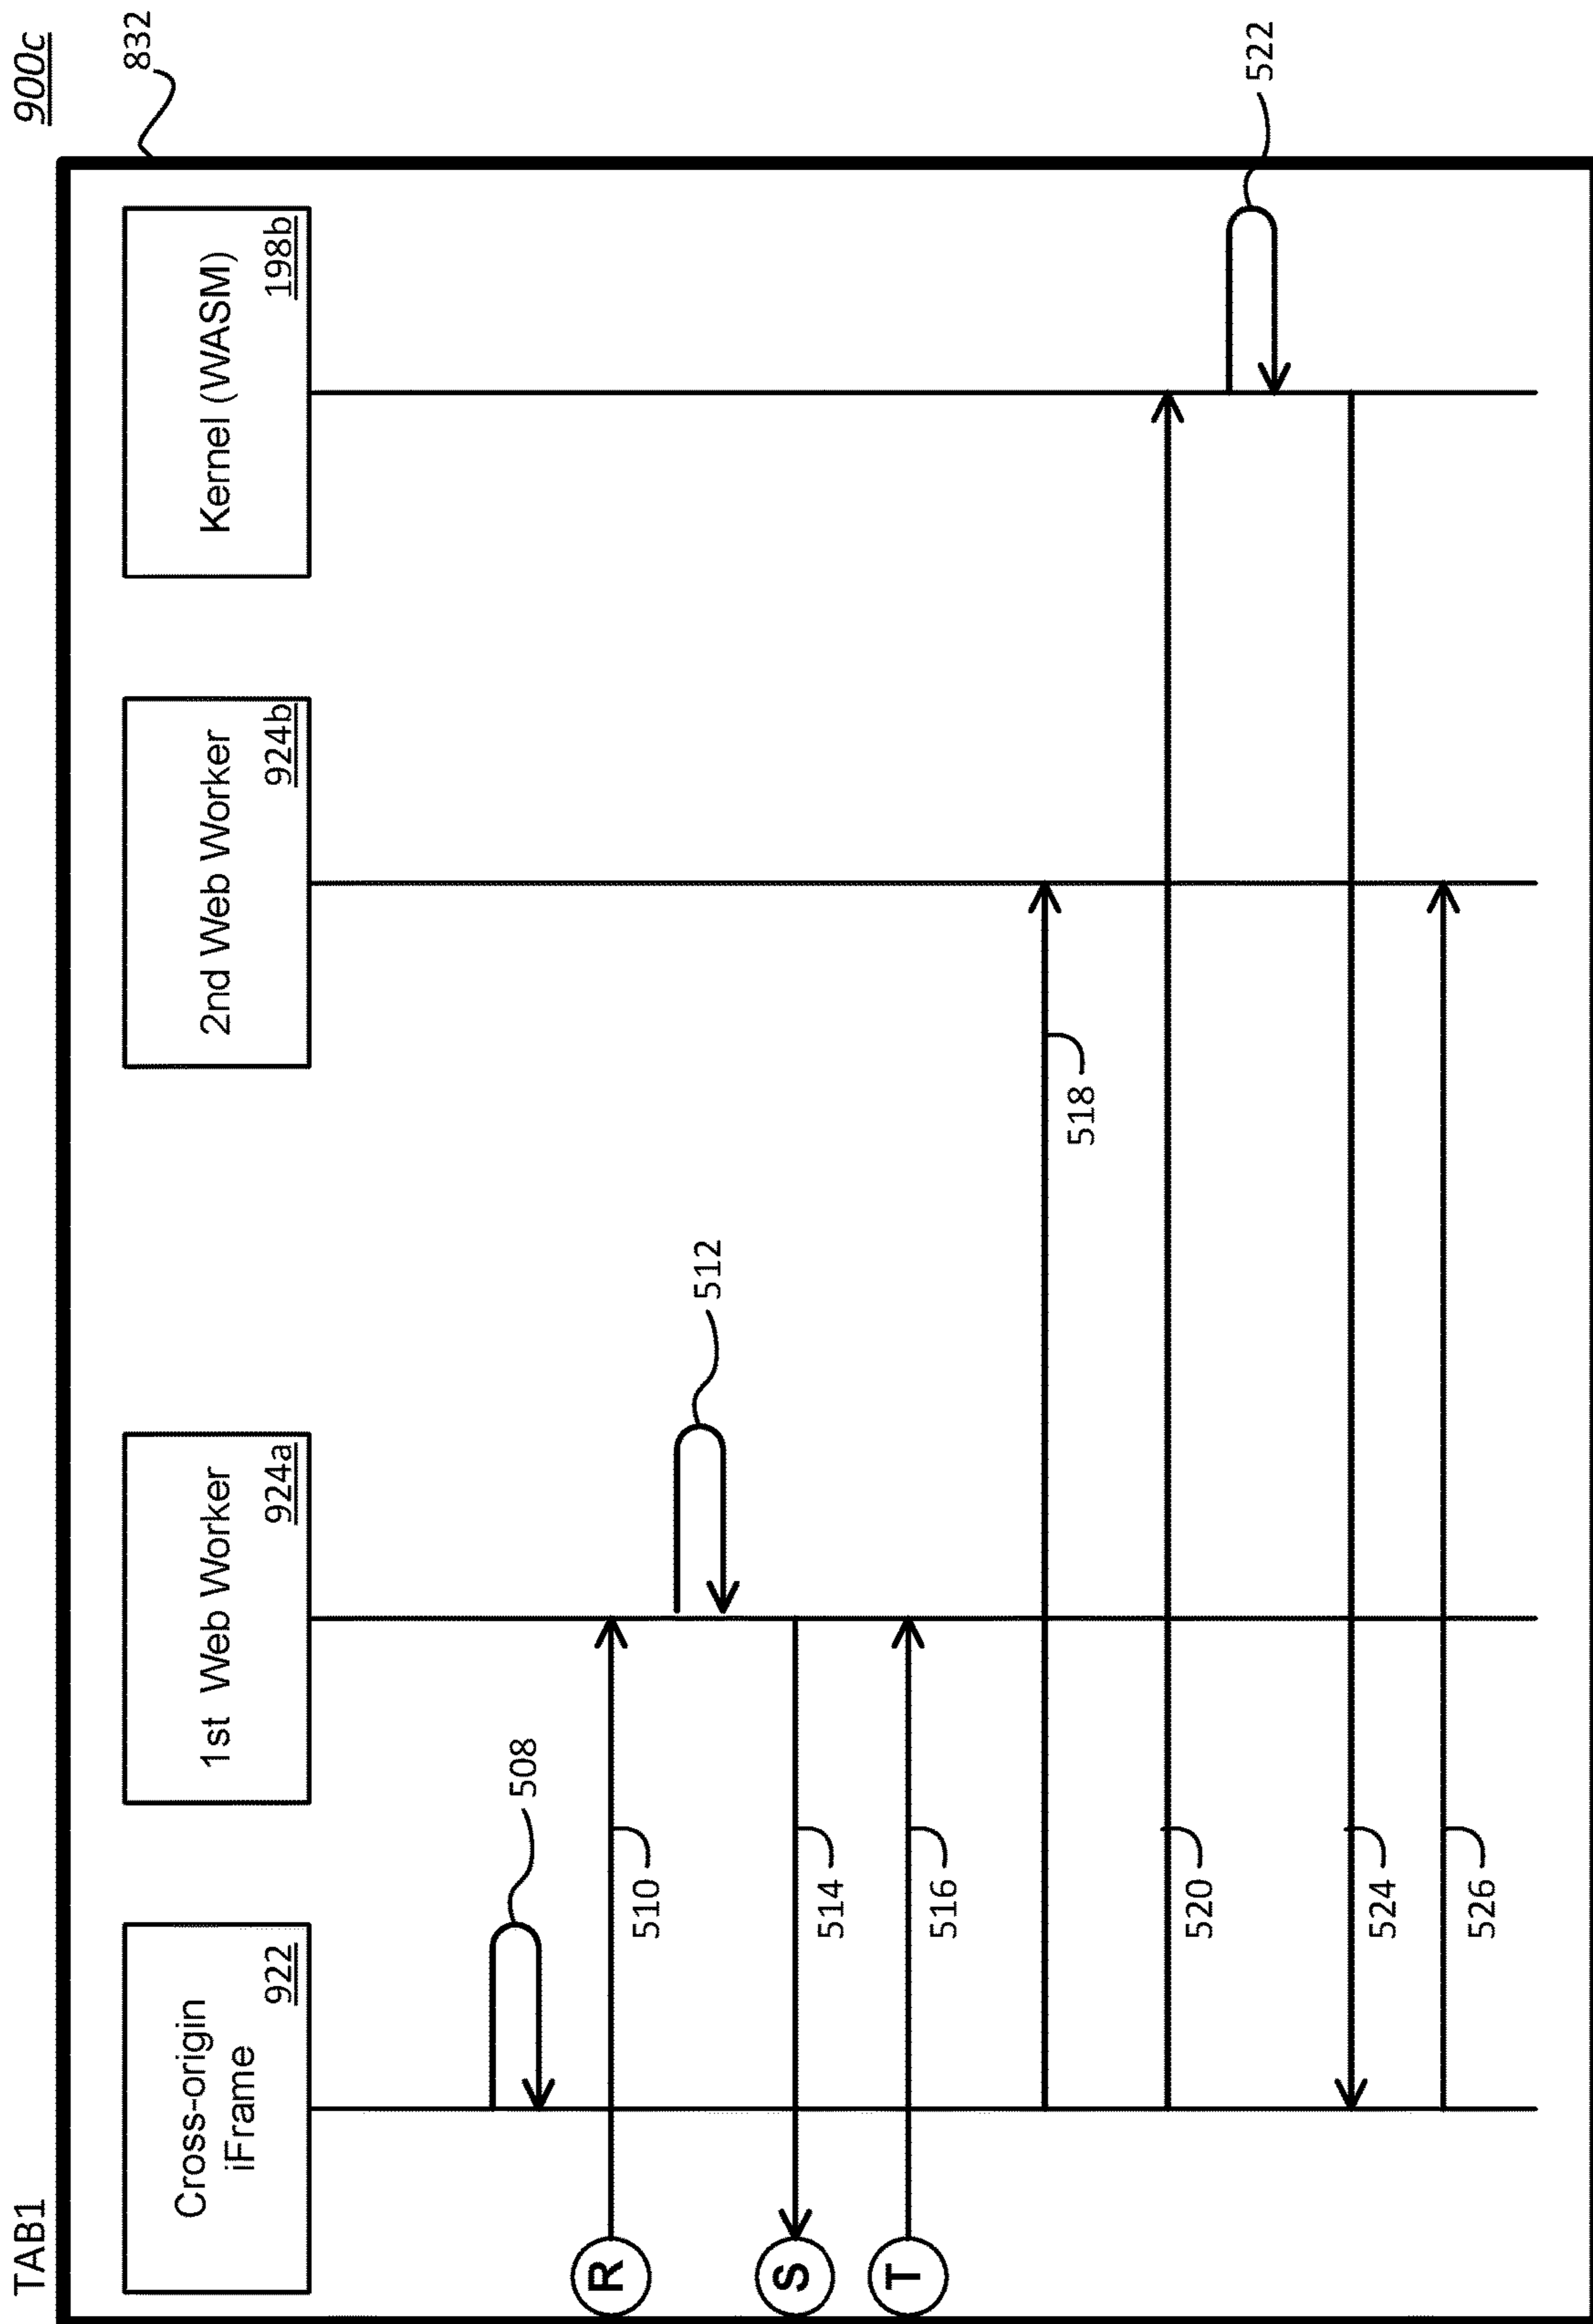 900c
TAB1
832
Cross-origin
iFrame
922
1st Web Worker
924a
2nd Web Worker
924b
Kernel (WASM)
198b
508
R
510
512
S
514
T
516
518
520
522
524
526